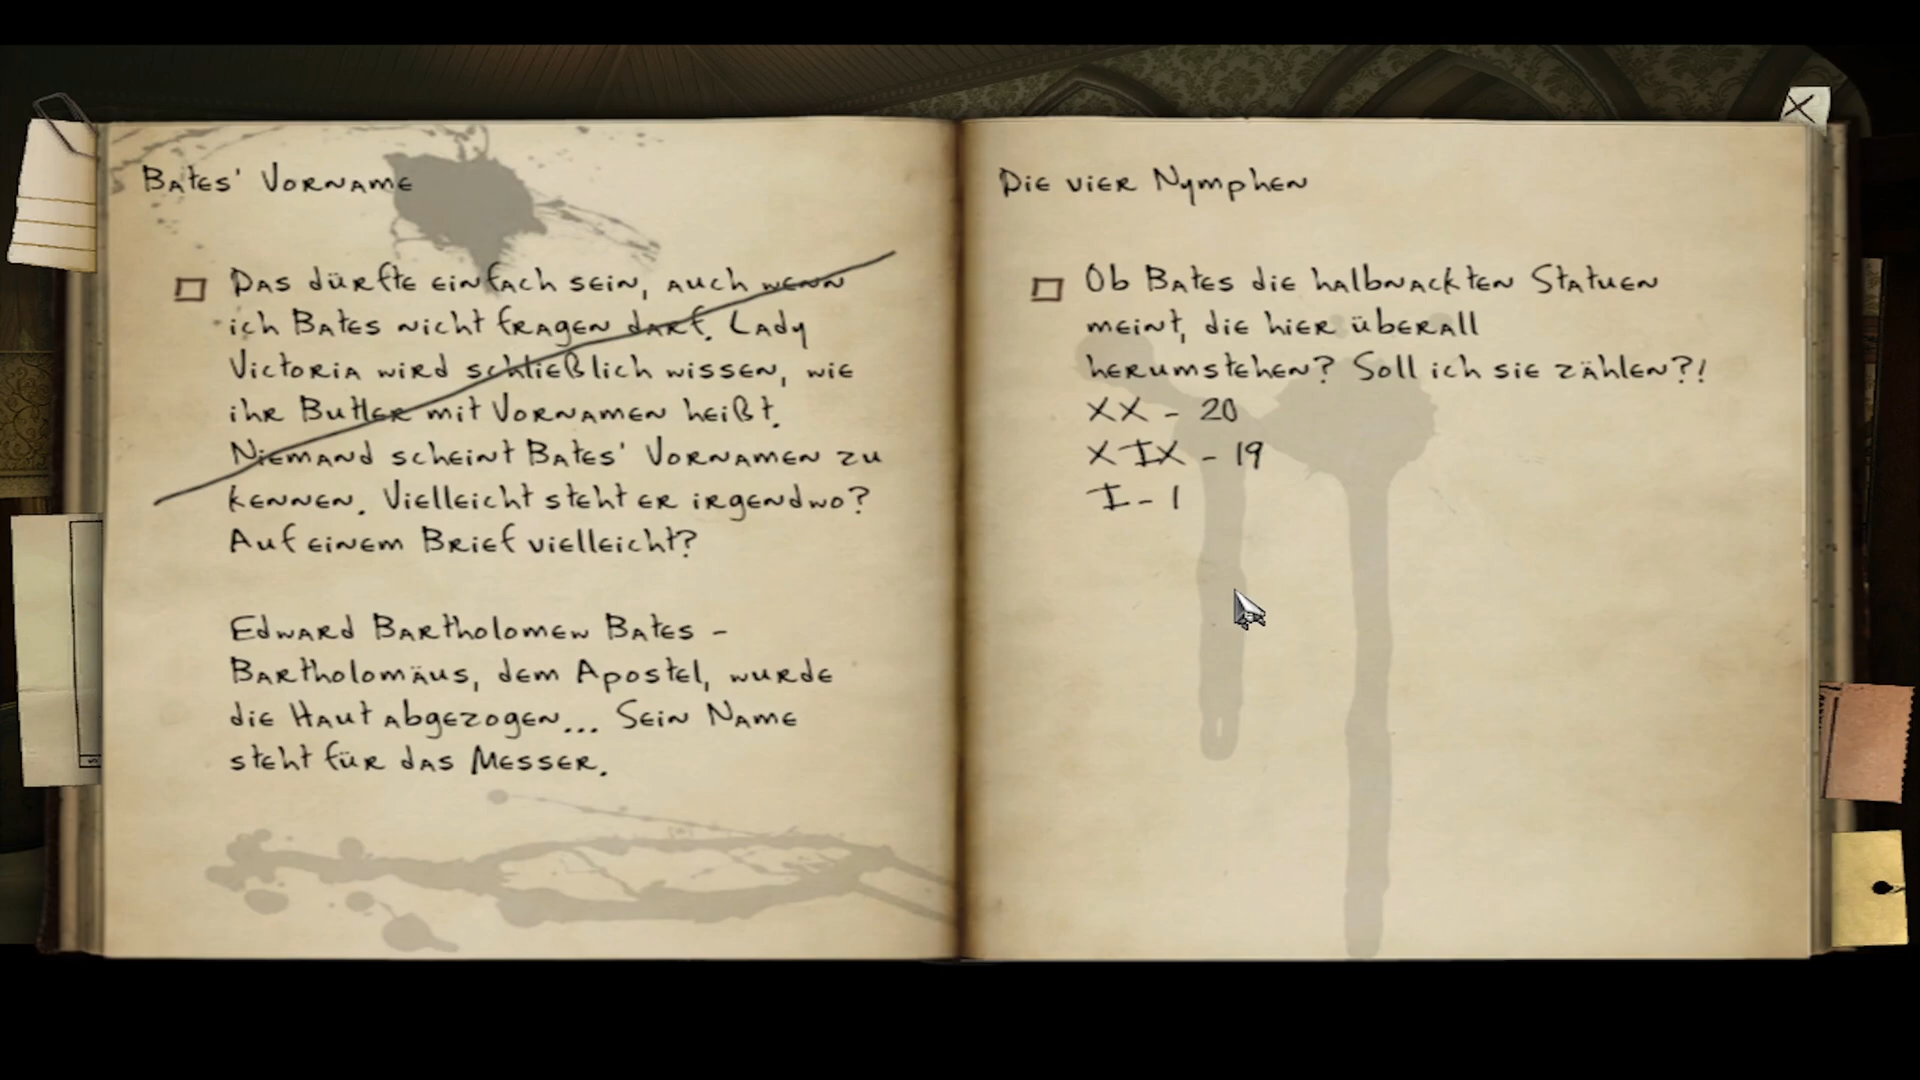 Bates' Vorname
Das dürfte einfach sein, auch wenn
ich Bates nicht fragen darf. Lady
Victoria wird schließlich wissen, wie
ihr Butler mit Vornamen heißt.
Niemand scheint Bates' Vornamen zu
kennen. Vielleicht steht er irgendwo?
Auf einem Brief vielleicht?
Edward Bartholomew Bates -
Bartholomäus, dem Apostel, wurde
die Haut abgezogen... Sein Name
steht für das Messer.
Die vier Nymphen
Ob Bates die halbnackten Statuen
meint, die hier überall
herumstehen? Soll ich sie zählen?!
XX - 20
XIX - 19
I - 1